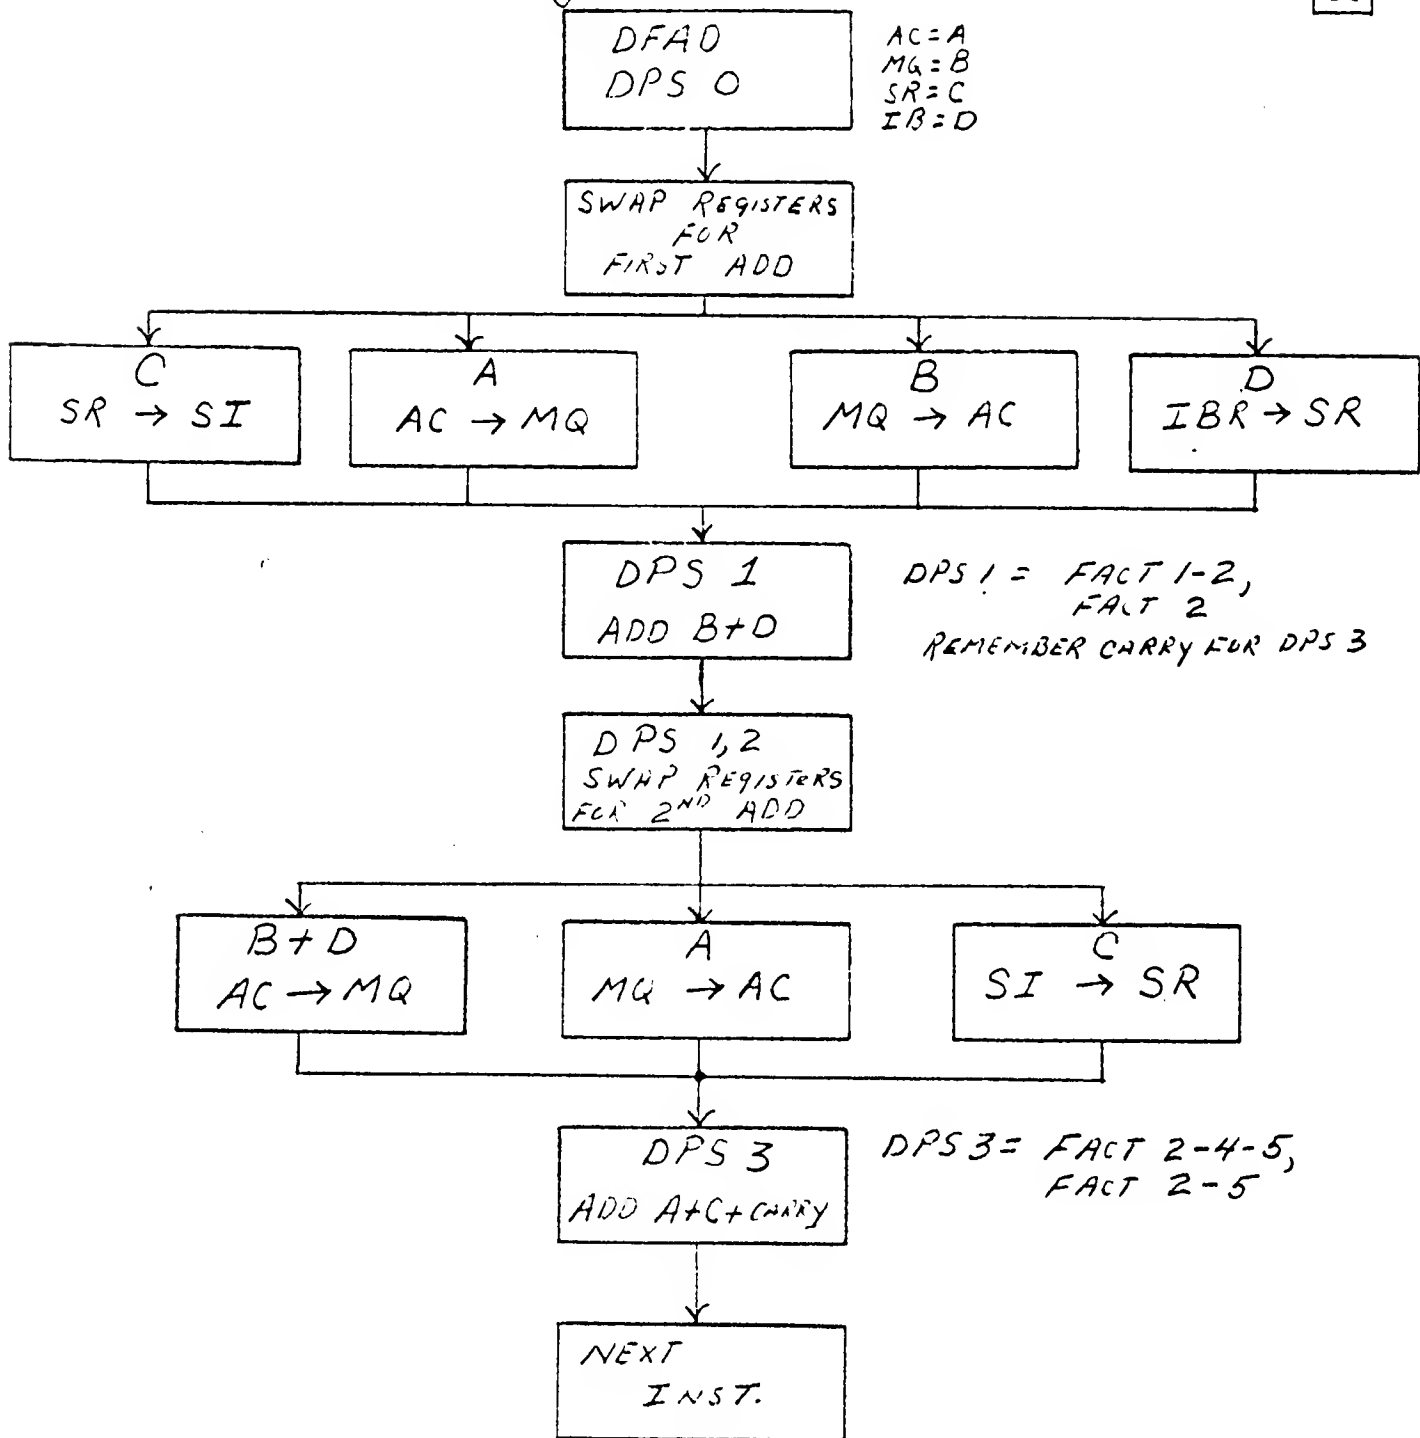 DFAD
DPS 0
AC = A
MQ = B
SR = C
IB = D
SWAP REGISTERS
FOR
FIRST ADD
C
SR → SI
A
AC → MQ
B
MQ → AC
D
IBR → SR
DPS 1
ADD B+D
DPS 1 = FACT 1-2,
FACT 2
REMEMBER CARRY FOR DPS 3
DPS 1,2
SWAP REGISTERS
FOR 2ND ADD
B+D
AC → MQ
A
MQ → AC
C
SI → SR
DPS 3
ADD A+C+CARRY
DPS 3 = FACT 2-4-5,
FACT 2-5
NEXT
INST.